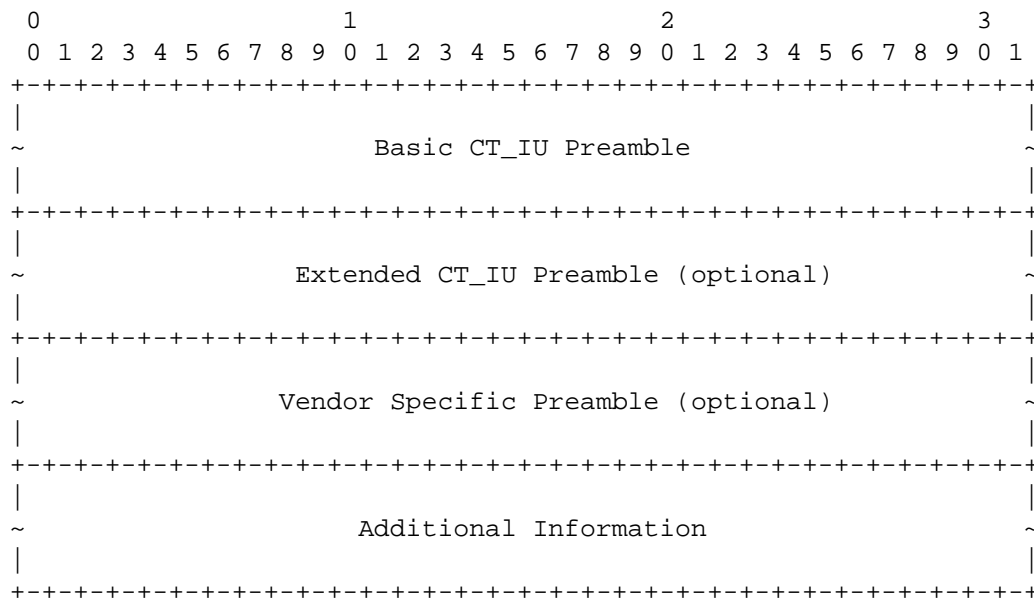 0                   1                   2                   3
 0 1 2 3 4 5 6 7 8 9 0 1 2 3 4 5 6 7 8 9 0 1 2 3 4 5 6 7 8 9 0 1
+-+-+-+-+-+-+-+-+-+-+-+-+-+-+-+-+-+-+-+-+-+-+-+-+-+-+-+-+-+-+-+-+
|                                                               |
~                     Basic CT_IU Preamble                      ~
|                                                               |
+-+-+-+-+-+-+-+-+-+-+-+-+-+-+-+-+-+-+-+-+-+-+-+-+-+-+-+-+-+-+-+-+
|                                                               |
~                Extended CT_IU Preamble (optional)             ~
|                                                               |
+-+-+-+-+-+-+-+-+-+-+-+-+-+-+-+-+-+-+-+-+-+-+-+-+-+-+-+-+-+-+-+-+
|                                                               |
~               Vendor Specific Preamble (optional)             ~
|                                                               |
+-+-+-+-+-+-+-+-+-+-+-+-+-+-+-+-+-+-+-+-+-+-+-+-+-+-+-+-+-+-+-+-+
|                                                               |
~                    Additional Information                     ~
|                                                               |
+-+-+-+-+-+-+-+-+-+-+-+-+-+-+-+-+-+-+-+-+-+-+-+-+-+-+-+-+-+-+-+-+